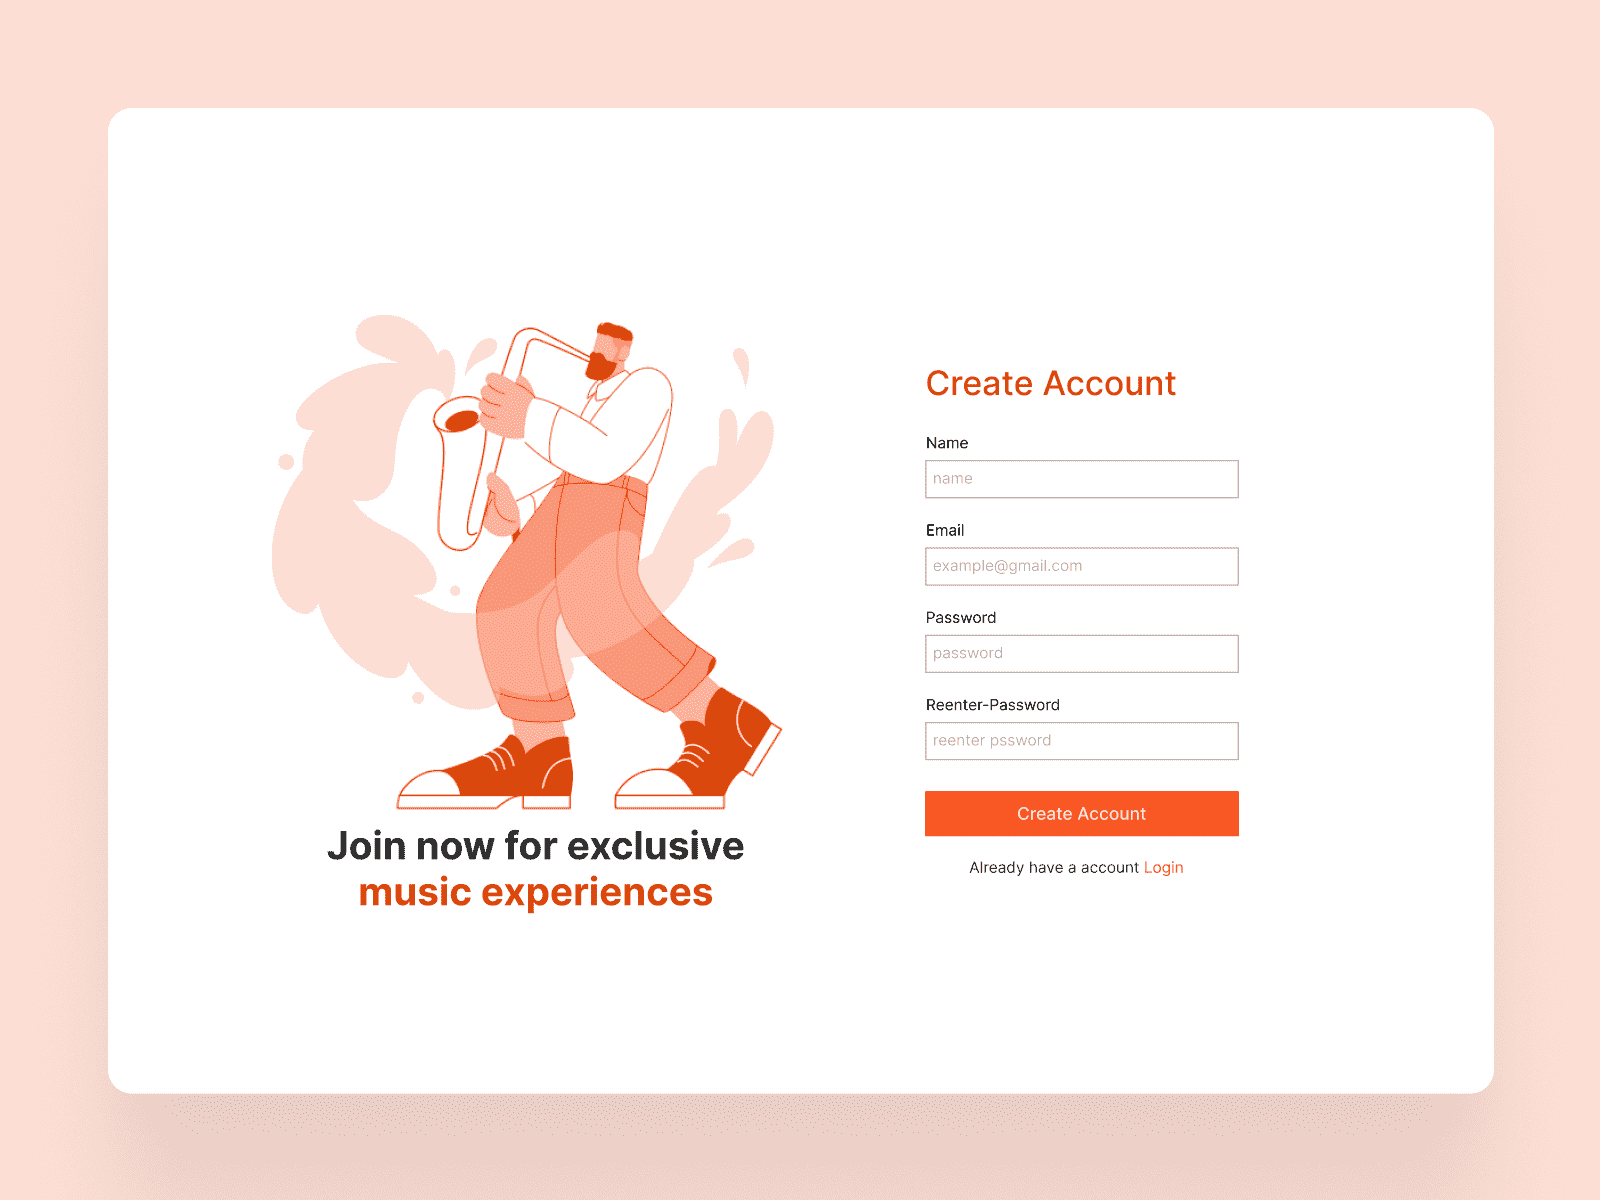 Join now for exclusive
music experiences
Create Account
Name
name
Email
example@gmail.com
Password
password
Reenter-Password
reenter pssword
Create Account
Already have a account Login